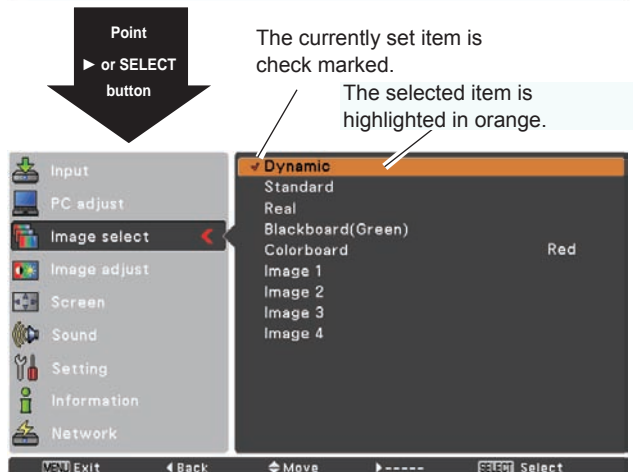 Point
► or SELECT
button
The currently set item is
check marked.
The selected item is
highlighted in orange.
Input
PC adjust
Image select
Image adjust
Screen
Sound
Setting
Information
Network
Dynamic
Standard
Real
Blackboard(Green)
Colorboard Red
Image 1
Image 2
Image 3
Image 4
MENU Exit ◄Back Move ►----- SELECT Select